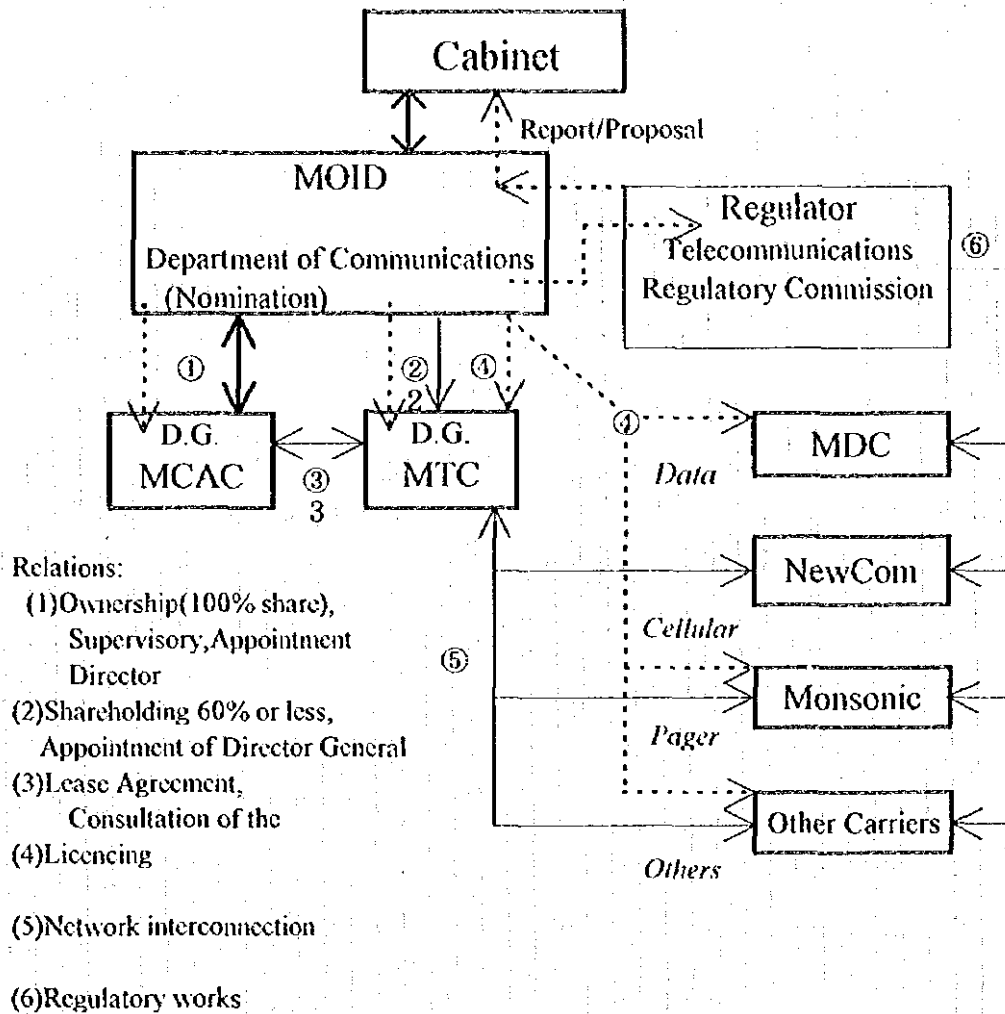 Cabinet
Report/Proposal
MOID
Department of Communications
(Nomination)
Regulator
Telecommunications
Regulatory Commission
⑥
①
②
2
④
D.G.
MCAC
③
3
D.G.
MTC
④
Data
MDC
NewCom
Cellular
⑤
Monsonic
Pager
Other Carriers
Others
Relations:
(1)Ownership(100% share),
Supervisory,Appointment
Director
(2)Shareholding 60% or less,
Appointment of Director General
(3)Lease Agreement,
Consultation of the
(4)Licencing
(5)Network interconnection
(6)Regulatory works